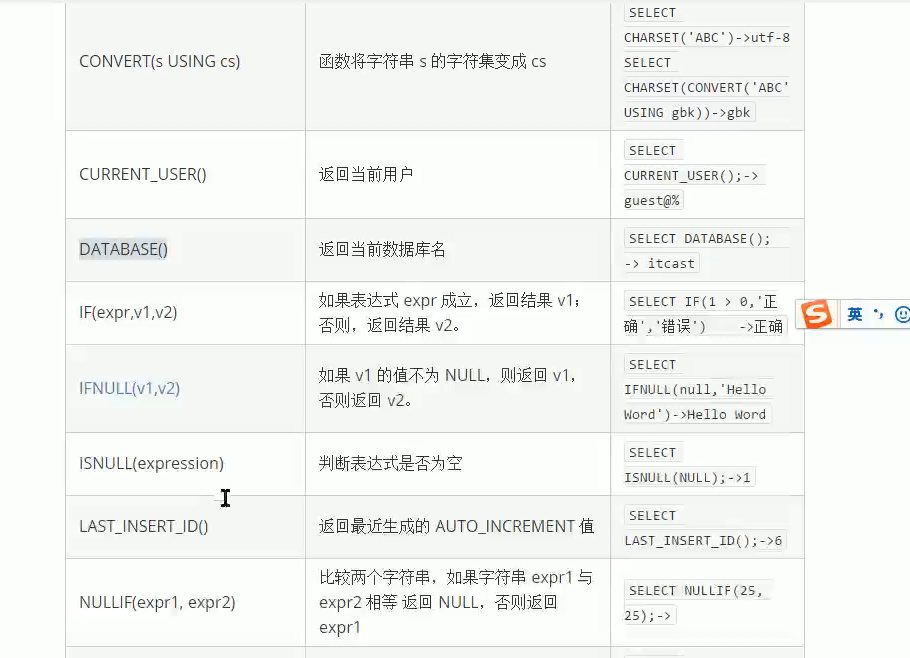 CONVERT(s USING cs)
函数将字符串 s 的字符集变成 cs
SELECT
CHARSET('ABC')->utf-8
SELECT
CHARSET(CONVERT('ABC'
USING gbk))->gbk
CURRENT_USER()
返回当前用户
SELECT
CURRENT_USER();->
guest@%
DATABASE()
返回当前数据库名
SELECT DATABASE();
-> itcast
IF(expr,v1,v2)
如果表达式 expr 成立，返回结果 v1；
否则，返回结果 v2。
SELECT IF(1 > 0,'正
确','错误') ->正确
IFNULL(v1,v2)
如果 v1 的值不为 NULL，则返回 v1，
否则返回 v2。
SELECT
IFNULL(null,'Hello
Word')->Hello Word
ISNULL(expression)
判断表达式是否为空
SELECT
ISNULL(NULL);->1
LAST_INSERT_ID()
返回最近生成的 AUTO_INCREMENT 值
SELECT
LAST_INSERT_ID();->6
NULLIF(expr1, expr2)
比较两个字符串，如果字符串 expr1 与
expr2 相等 返回 NULL，否则返回
expr1
SELECT NULLIF(25,
25);->
S 英